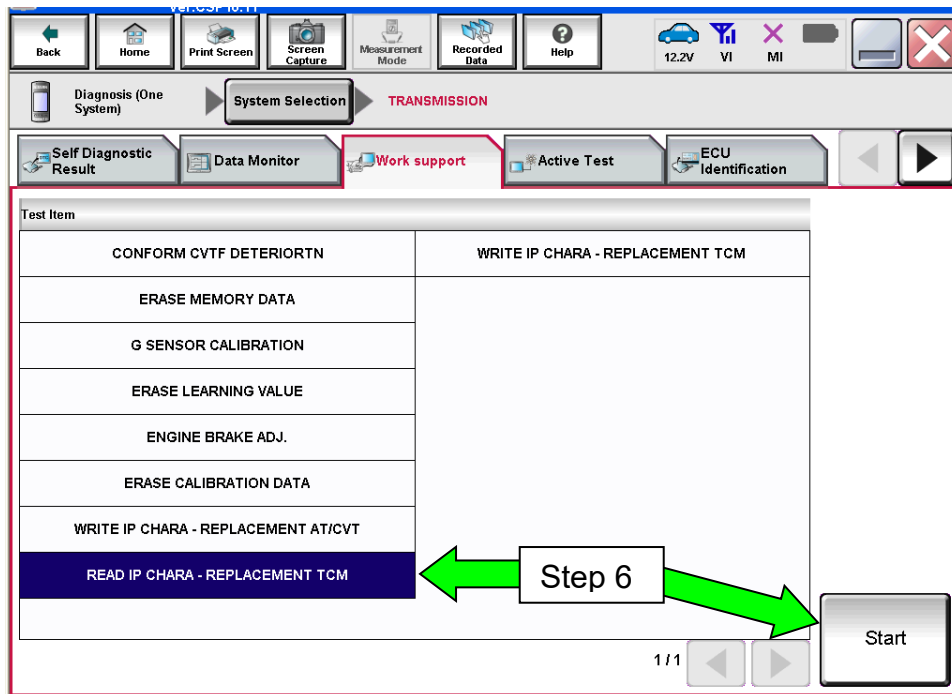 Ver.CSP16.11
Back
Home
Print Screen
Screen
Capture
Measurement
Mode
Recorded
Data
Help
12.2V
VI
MI
Diagnosis (One
System)
System Selection
TRANSMISSION
Self Diagnostic
Result
Data Monitor
Work support
Active Test
ECU
Identification
Test Item
CONFORM CVTF DETERIORTN
WRITE IP CHARA - REPLACEMENT TCM
ERASE MEMORY DATA
G SENSOR CALIBRATION
ERASE LEARNING VALUE
ENGINE BRAKE ADJ.
ERASE CALIBRATION DATA
WRITE IP CHARA - REPLACEMENT AT/CVT
READ IP CHARA - REPLACEMENT TCM
Step 6
Start
1/1